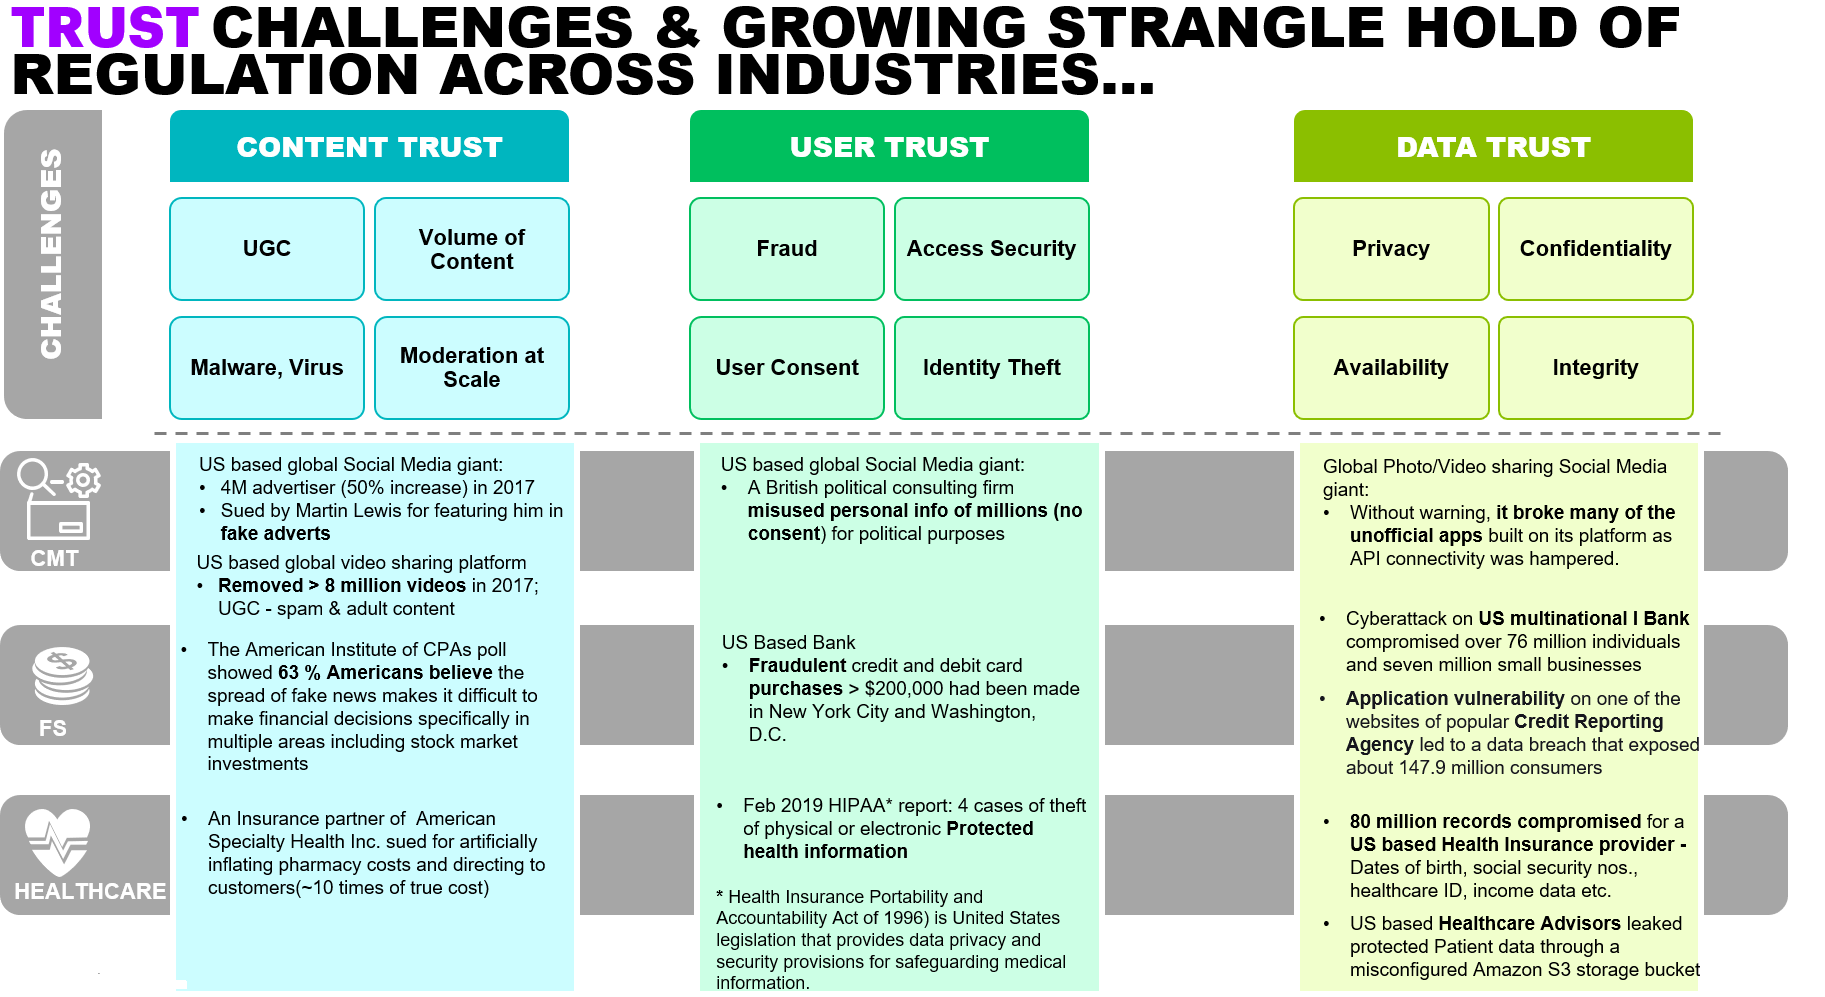 TRUST CHALLENGES & GROWING STRANGLE HOLD OF
REGULATION ACROSS INDUSTRIES...
CHALLENGES
CONTENT TRUST
UGC
Volume of
Content
Malware, Virus
Moderation at
Scale
USER TRUST
Fraud
Access Security
User Consent
Identity Theft
DATA TRUST
Privacy
Confidentiality
Availability
Integrity
CMT
US based global Social Media giant:
• 4M advertiser (50% increase) in 2017
• Sued by Martin Lewis for featuring him in
fake adverts
US based global video sharing platform
• Removed > 8 million videos in 2017;
UGC - spam & adult content
US based global Social Media giant:
• A British political consulting firm
misused personal info of millions (no
consent) for political purposes
Global Photo/Video sharing Social Media
giant:
• Without warning, it broke many of the
unofficial apps built on its platform as
API connectivity was hampered.
FS
• The American Institute of CPAs poll
showed 63 % Americans believe the
spread of fake news makes it difficult to
make financial decisions specifically in
multiple areas including stock market
investments
US Based Bank
• Fraudulent credit and debit card
purchases > $200,000 had been made
in New York City and Washington,
D.C.
• Cyberattack on US multinational I Bank
compromised over 76 million individuals
and seven million small businesses
• Application vulnerability on one of the
websites of popular Credit Reporting
Agency led to a data breach that exposed
about 147.9 million consumers
HEALTHCARE
• An Insurance partner of American
Specialty Health Inc. sued for artificially
inflating pharmacy costs and directing to
customers(~10 times of true cost)
• Feb 2019 HIPAA* report: 4 cases of theft
of physical or electronic Protected
health information
* Health Insurance Portability and
Accountability Act of 1996) is United States
legislation that provides data privacy and
security provisions for safeguarding medical
information.
• 80 million records compromised for a
US based Health Insurance provider -
Dates of birth, social security nos.,
healthcare ID, income data etc.
• US based Healthcare Advisors leaked
protected Patient data through a
misconfigured Amazon S3 storage bucket